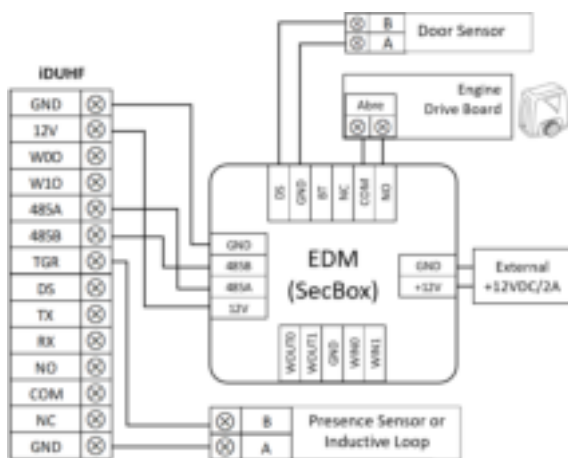 B
A
Door Sensor
iDUHF
GND
12V
W0O
W1O
485A
485B
TGR
DS
TX
RX
NO
COM
NC
GND
Abre
Engine
Drive Board
DS
GND
BT
NC
COM
NO
GND
485B
485A
12V
EDM
(SecBox)
GND
+12V
External
+12VDC/2A
WOUT0
WOUT1
GND
WIN0
WIN1
B
A
Presence Sensor or
Inductive Loop